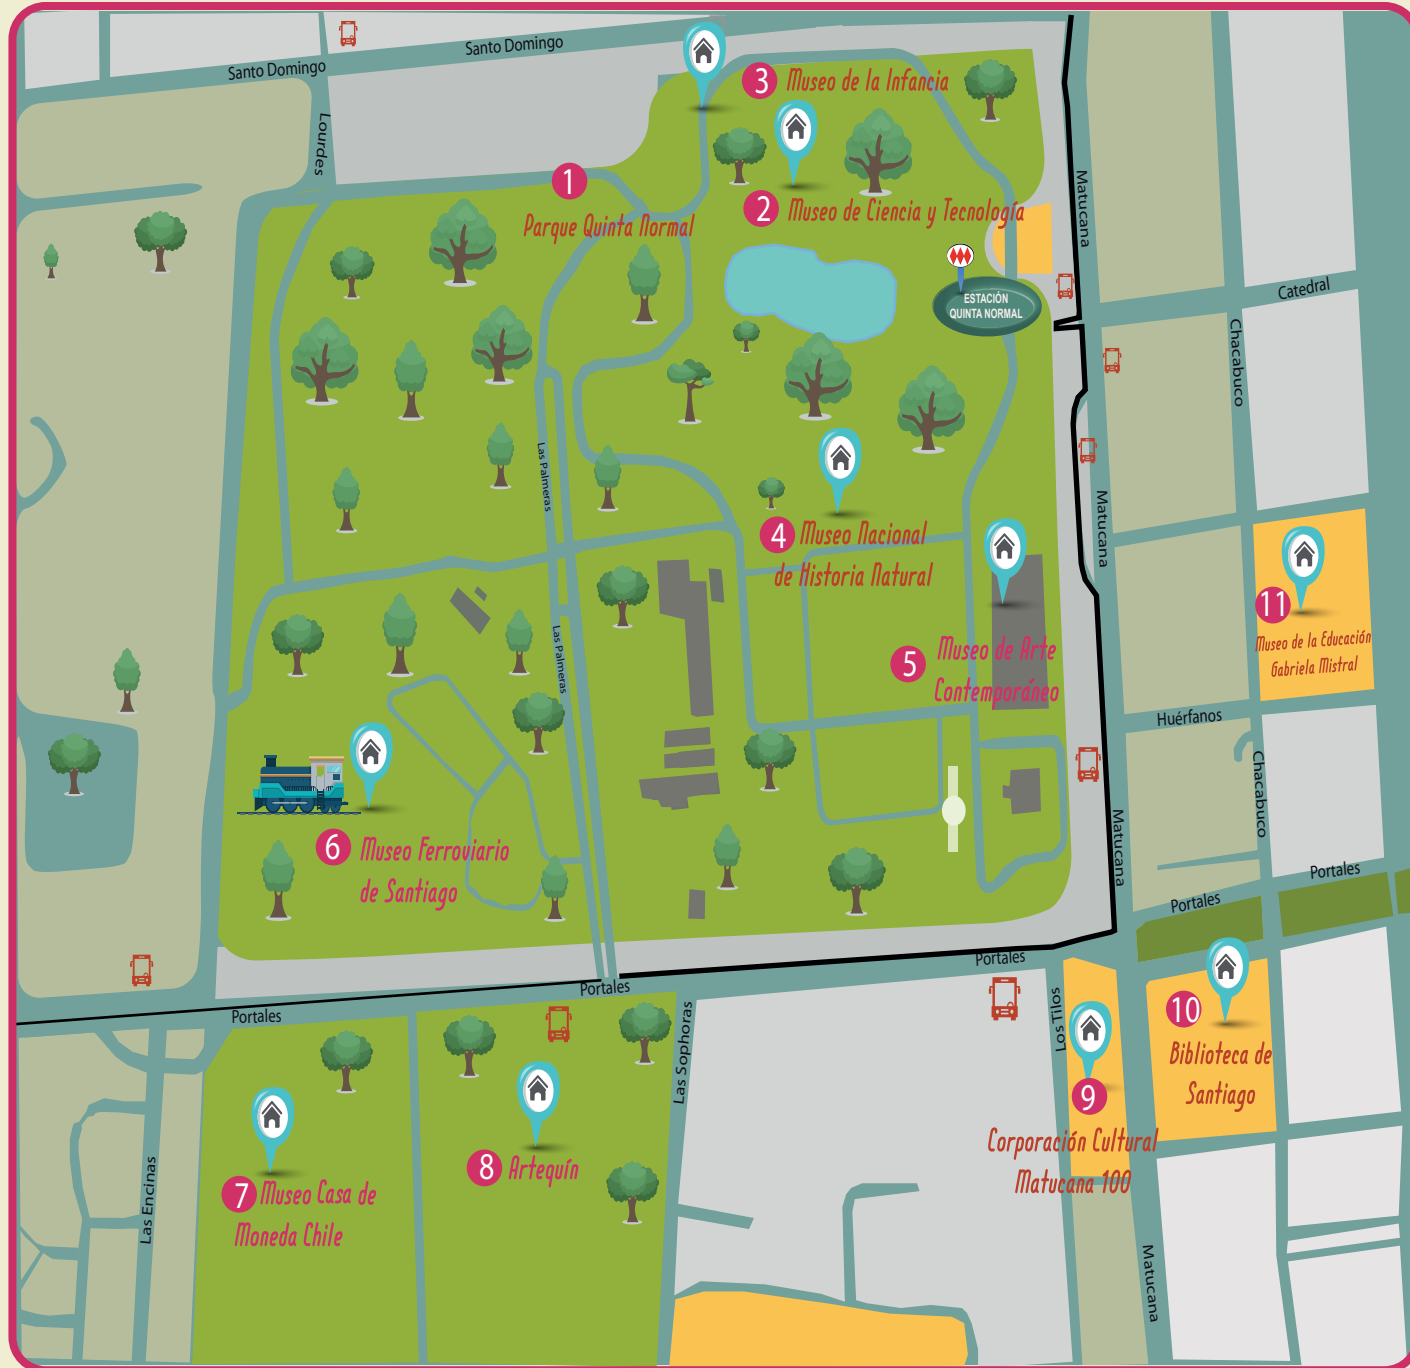 Santo Domingo
Santo Domingo
Lourdes
3 Museo de la Infancia
1
Parque Quinta Normal
2 Museo de Ciencia y Tecnología
Matucana
ESTACIÓN
QUINTA NORMAL
Catedral
Chacabuco
Las Palmeras
4 Museo Nacional
de Historia Natural
Matucana
11
Museo de la Educación
Gabriela Mistral
5 Museo de Arte
Contemporáneo
Las Palmeras
Huérfanos
Chacabuco
6 Museo Ferroviario
de Santiago
Matucana
Portales
Portales
Portales
Portales
Portales
Los Tilos
Las Sophoras
10
Biblioteca de
Santiago
9
Corporación Cultural
Matucana 100
8 Artequín
7 Museo Casa de
Moneda Chile
Las Encinas
Matucana